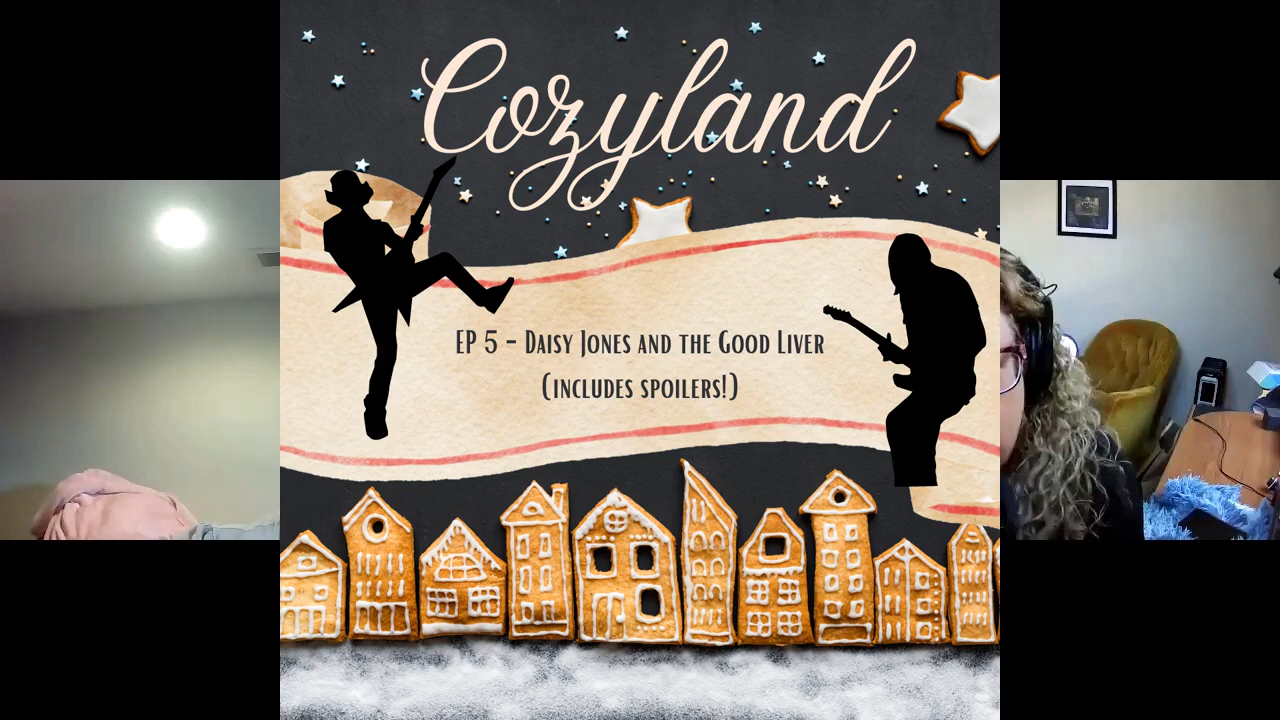 Cozyland
EP 5 - Daisy Jones and the Good Liver
(includes spoilers!)